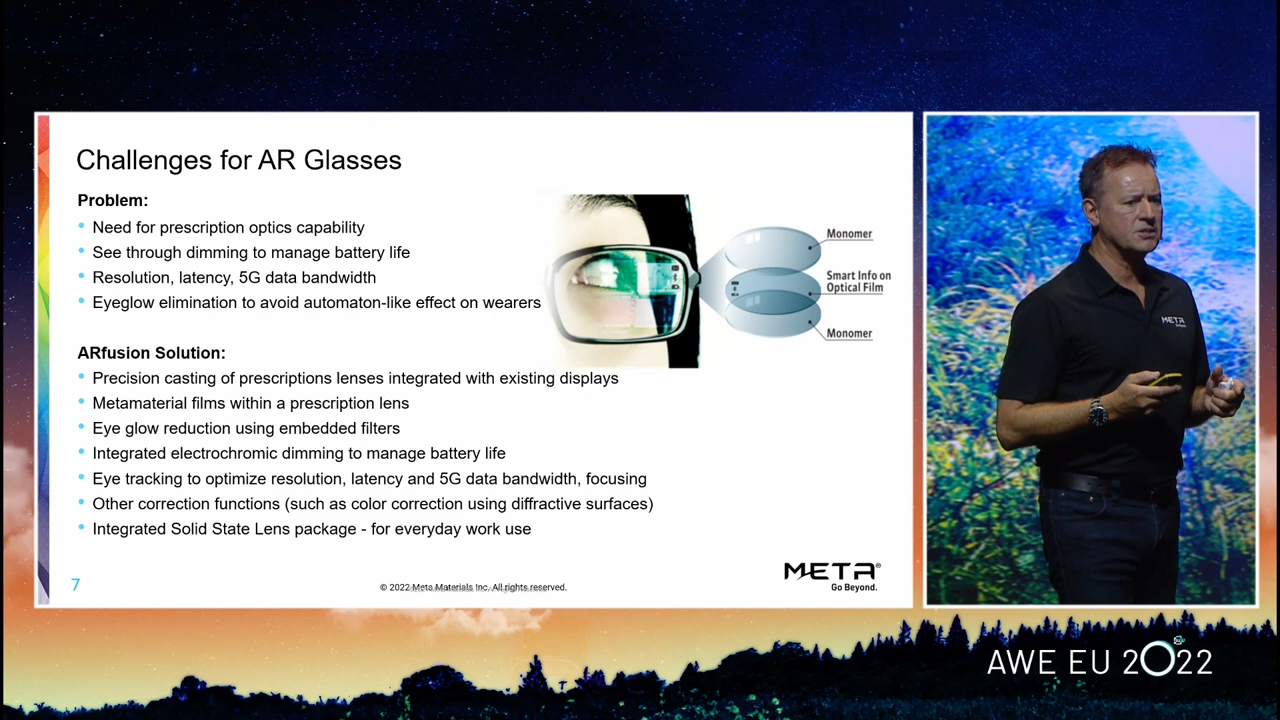 Challenges for AR Glasses
Problem:
Need for prescription optics capability
See through dimming to manage battery life
Resolution, latency, 5G data bandwidth
Eyeglow elimination to avoid automaton-like effect on wearers
Monomer
Smart Info on
Optical Film
Monomer
ARfusion Solution:
Precision casting of prescriptions lenses integrated with existing displays
Metamaterial films within a prescription lens
Eye glow reduction using embedded filters
Integrated electrochromic dimming to manage battery life
Eye tracking to optimize resolution, latency and 5G data bandwidth, focusing
Other correction functions (such as color correction using diffractive surfaces)
Integrated Solid State Lens package - for everyday work use
7
© 2022 Meta Materials Inc. All rights reserved.
META®
Go Beyond.
META
AWE EU 2022